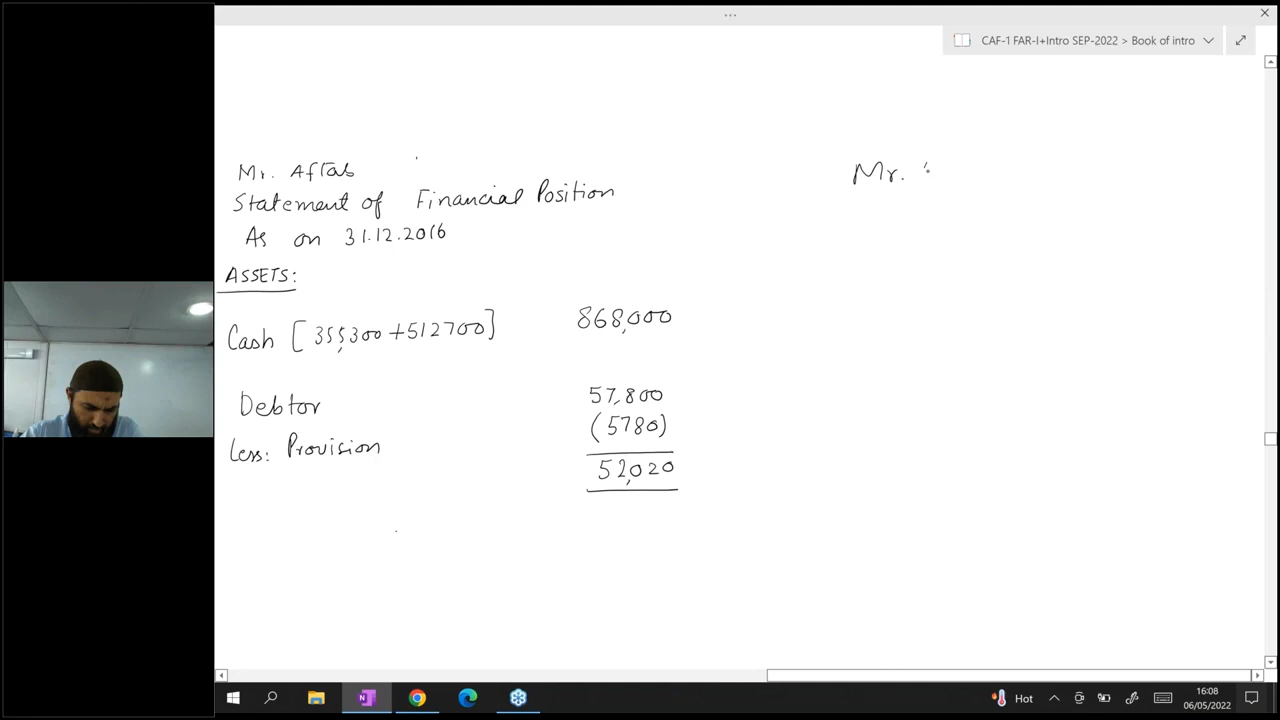 CAF-1 FAR-I+Intro SEP-2022 > Book of intro
Mr. Aftab
Statement of Financial Position
As on 31.12.2016
ASSETS:
Cash [355,300 +512700] 868,000
Debtor 57,800
Less: Provision (5780)
52,020
Mr.
Hot
16:08
06/05/2022